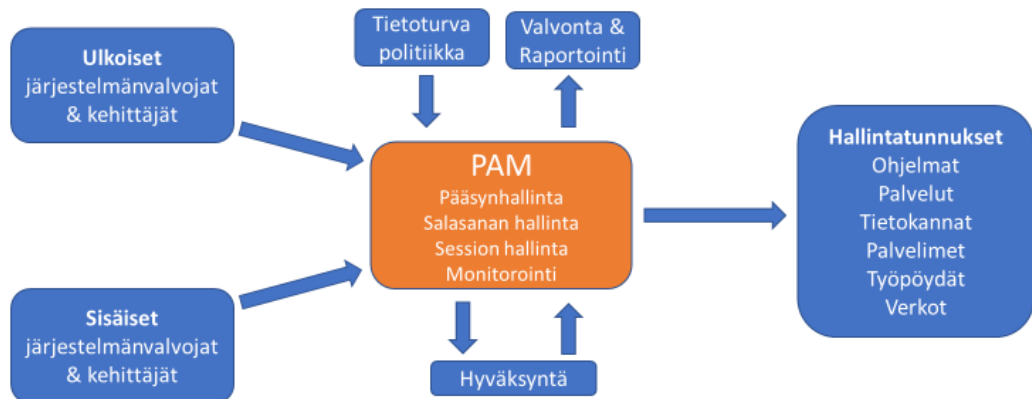 Ulkoiset
järjestelmänvalvojat
& kehittäjät
Tietoturva
politiikka
Valvonta &
Raportointi
PAM
Pääsynhallinta
Salasanan hallinta
Session hallinta
Monitorointi
Hallintatunnukset
Ohjelmat
Palvelut
Tietokannat
Palvelimet
Työpöydät
Verkot
Sisäiset
järjestelmänvalvojat
& kehittäjät
Hyväksyntä